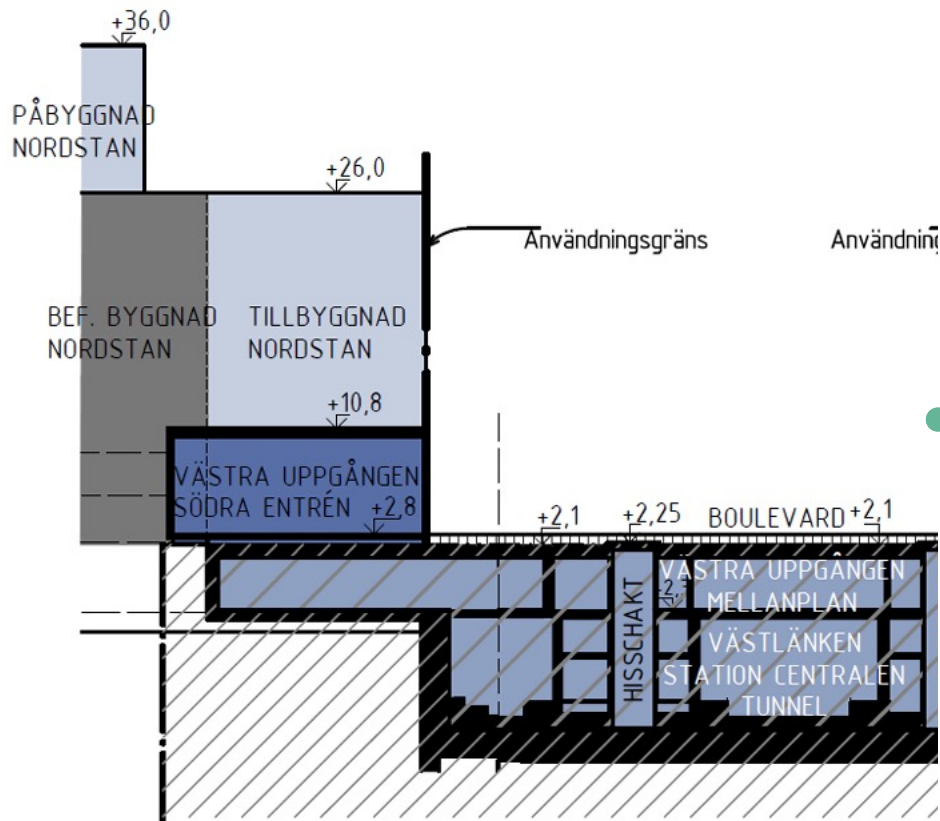 +36,0
PÅBYGGNAD
NORDSTAN
+26,0
Användningsgräns
Användning
BEF. BYGGNAD
NORDSTAN
TILLBYGGNAD
NORDSTAN
+10,8
VÄSTRA UPPGÅNGEN
SÖDRA ENTRÉN
+2,8
+2,1
+2,25
BOULEVARD
+2,1
HISSCHAKT
VÄSTRA UPPGÅNGEN
MELLANPLAN
VÄSTLÄNKEN
STATION CENTRALEN
TUNNEL